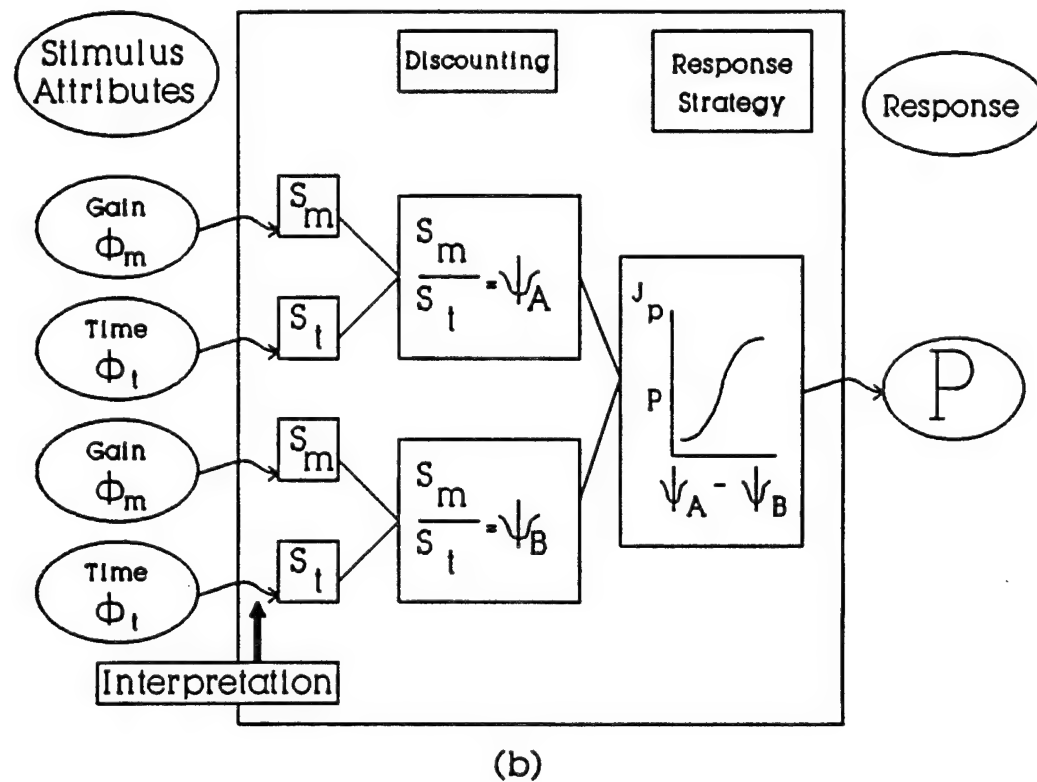 Stimulus
Attributes
Discounting
Response
Strategy
Response
Gain
Φm
Sm
Time
Φt
St
Sm
St
=ψA
Gain
Φm
Sm
Time
Φt
St
Sm
St
=ψB
Jp
P
ψA - ψB
P
Interpretation
(b)